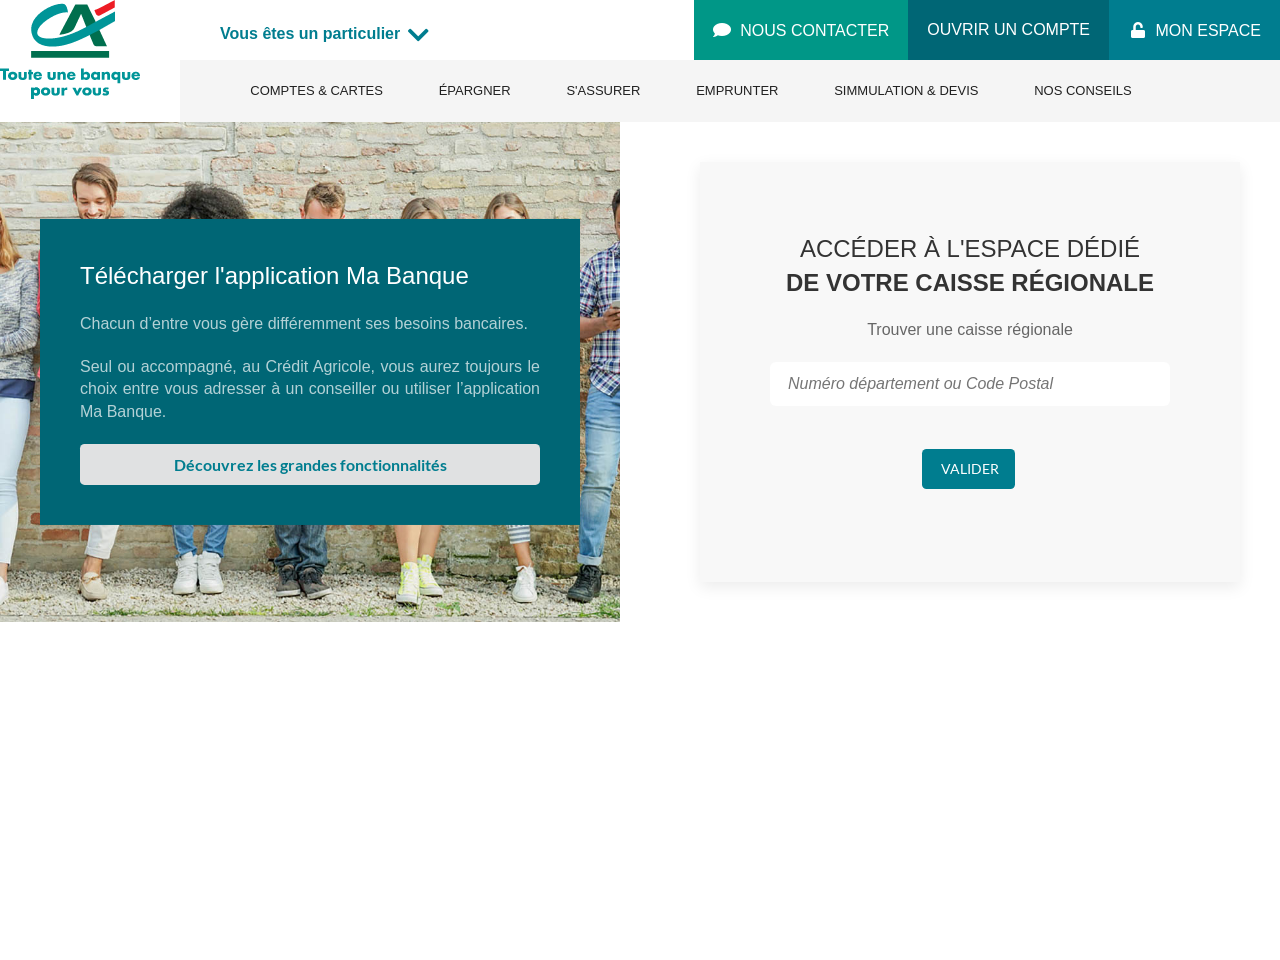 Toute une banque
pour vous
Vous êtes un particulier
NOUS CONTACTER
OUVRIR UN COMPTE
MON ESPACE
COMPTES & CARTES
ÉPARGNER
S'ASSURER
EMPRUNTER
SIMMULATION & DEVIS
NOS CONSEILS
Télécharger l'application Ma Banque
Chacun d’entre vous gère différemment ses besoins bancaires.
Seul ou accompagné, au Crédit Agricole, vous aurez toujours le
choix entre vous adresser à un conseiller ou utiliser l’application
Ma Banque.
Découvrez les grandes fonctionnalités
ACCÉDER À L'ESPACE DÉDIÉ
DE VOTRE CAISSE RÉGIONALE
Trouver une caisse régionale
Numéro département ou Code Postal
VALIDER